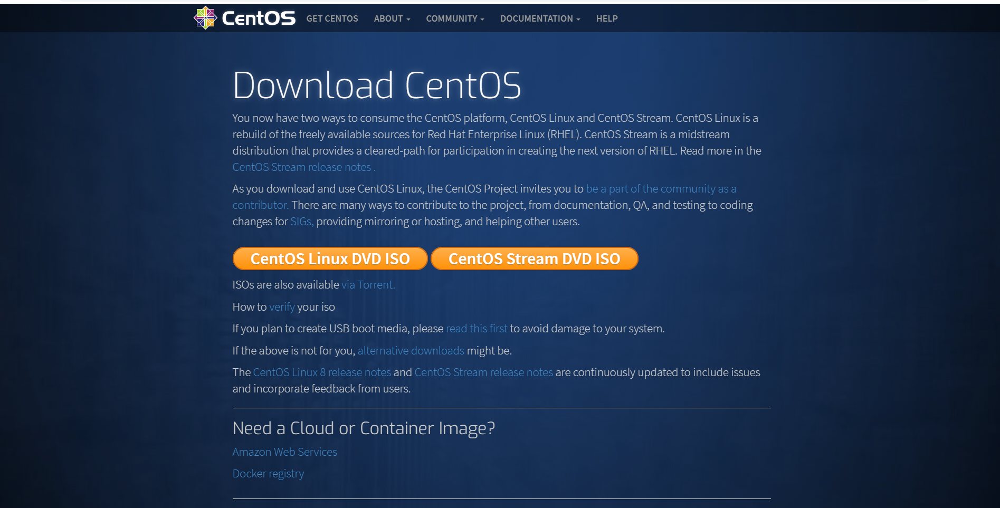 CentOS GET CENTOS ABOUT COMMUNITY DOCUMENTATION HELP
Download CentOS
You now have two ways to consume the CentOS platform, CentOS Linux and CentOS Stream. CentOS Linux is a
rebuild of the freely available sources for Red Hat Enterprise Linux (RHEL). CentOS Stream is a midstream
distribution that provides a cleared-path for participation in creating the next version of RHEL. Read more in the
CentOS Stream release notes .
As you download and use CentOS Linux, the CentOS Project invites you to be a part of the community as a
contributor. There are many ways to contribute to the project, from documentation, QA, and testing to coding
changes for SIGs, providing mirroring or hosting, and helping other users.
CentOS Linux DVD ISO CentOS Stream DVD ISO
ISOs are also available via Torrent.
How to verify your iso
If you plan to create USB boot media, please read this first to avoid damage to your system.
If the above is not for you, alternative downloads might be.
The CentOS Linux 8 release notes and CentOS Stream release notes are continuously updated to include issues
and incorporate feedback from users.
Need a Cloud or Container Image?
Amazon Web Services
Docker registry